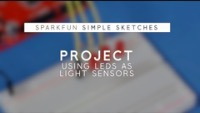 SPARKFUN SIMPLE SKETCHES
PROJECT
USING LEDS AS
LIGHT SENSORS